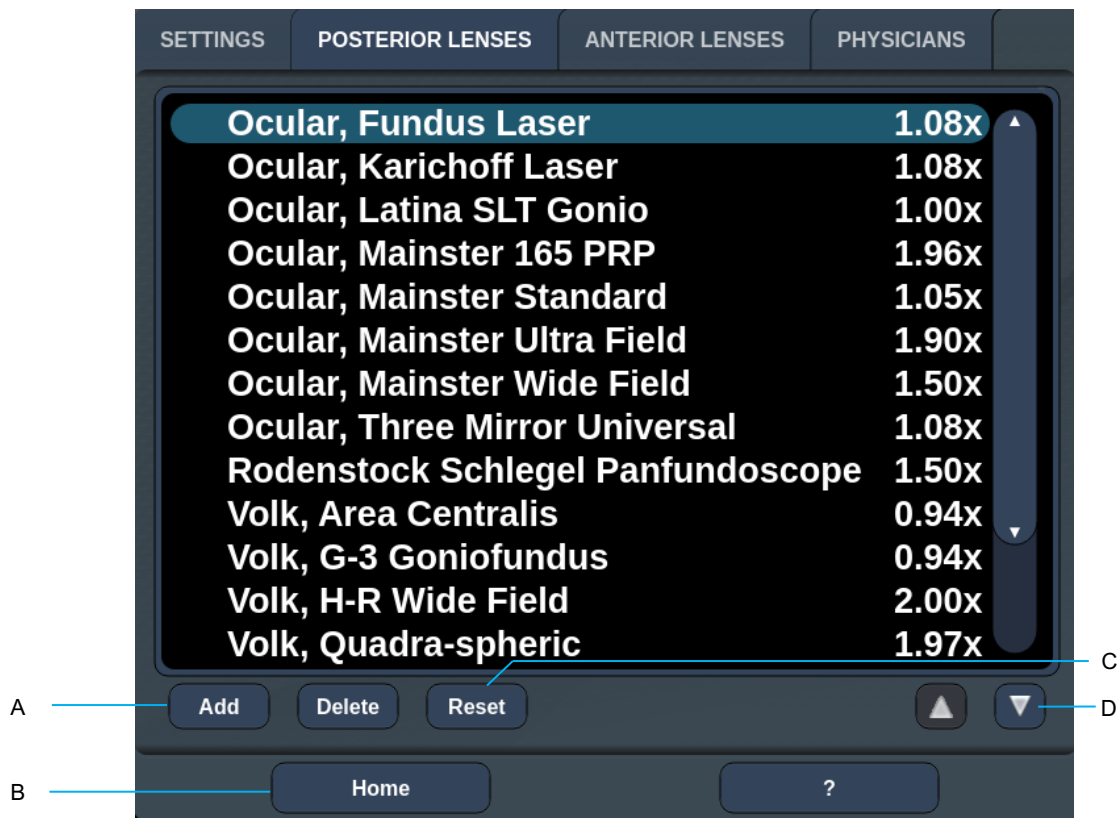 SETTINGS POSTERIOR LENSES ANTERIOR LENSES PHYSICIANS
Ocular, Fundus Laser 1.08x
Ocular, Karichoff Laser 1.08x
Ocular, Latina SLT Gonio 1.00x
Ocular, Mainster 165 PRP 1.96x
Ocular, Mainster Standard 1.05x
Ocular, Mainster Ultra Field 1.90x
Ocular, Mainster Wide Field 1.50x
Ocular, Three Mirror Universal 1.08x
Rodenstock Schlegel Panfundoscope 1.50x
Volk, Area Centralis 0.94x
Volk, G-3 Goniofundus 0.94x
Volk, H-R Wide Field 2.00x
Volk, Quadra-spheric 1.97x
C
A Add Delete Reset D
B Home ?